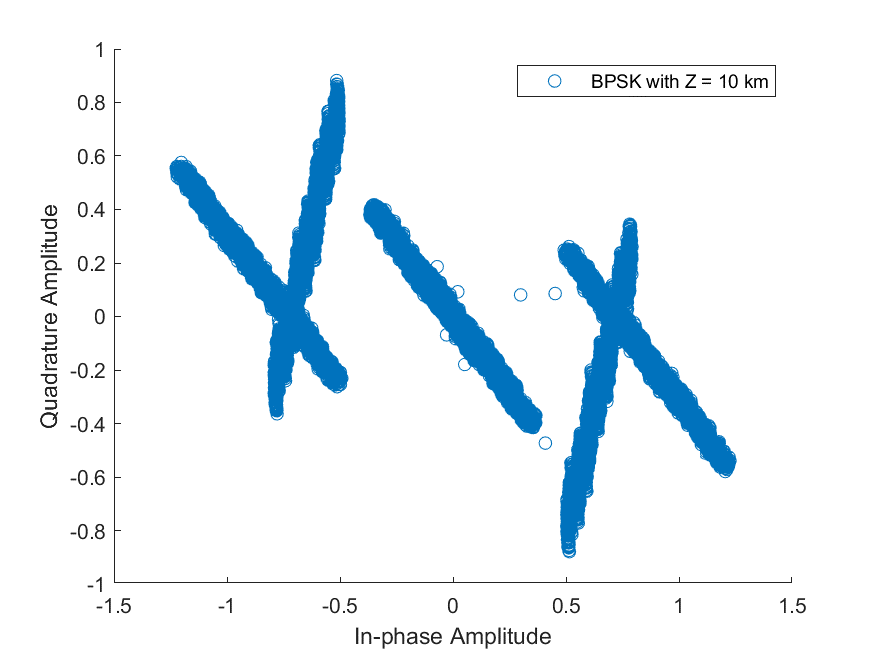 BPSK with Z = 10 km
1
0.8
0.6
0.4
0.2
0
-0.2
-0.4
-0.6
-0.8
-1
Quadrature Amplitude
-1.5 -1 -0.5 0 0.5 1 1.5
In-phase Amplitude